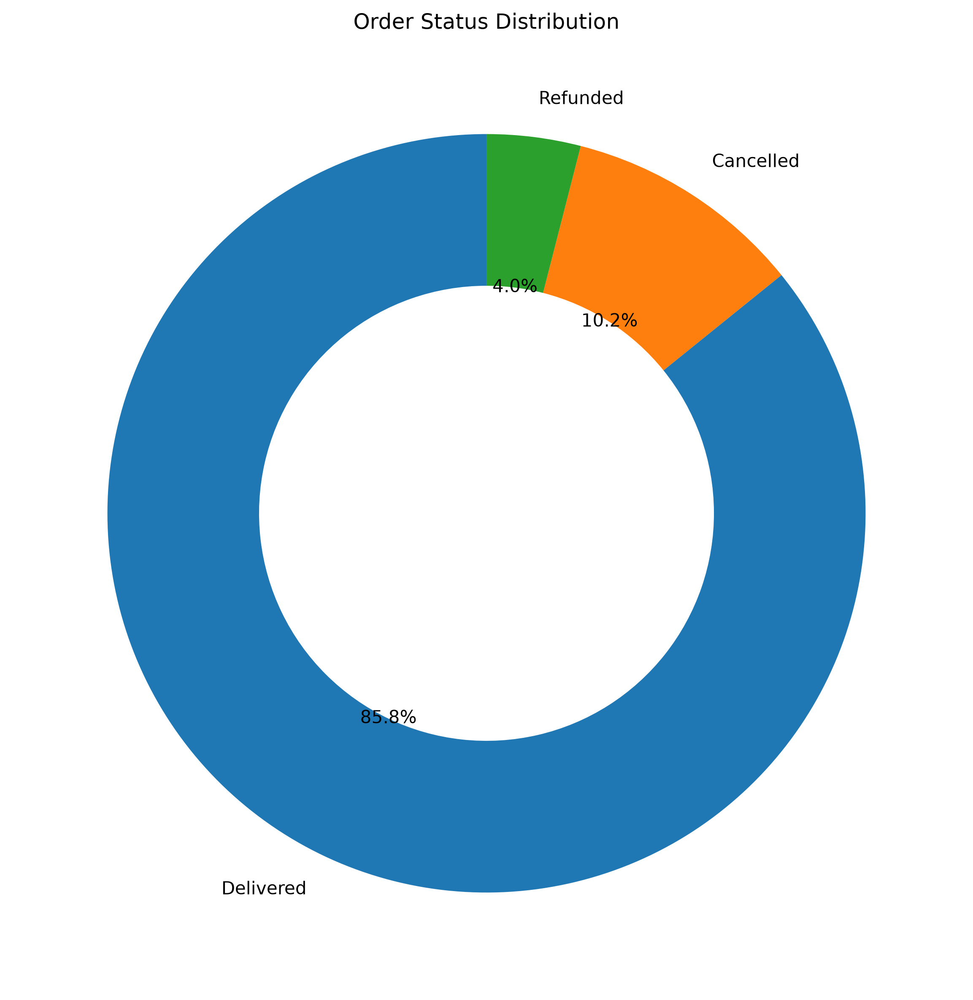 Order Status Distribution
Refunded
Cancelled
4.0%
10.2%
85.8%
Delivered